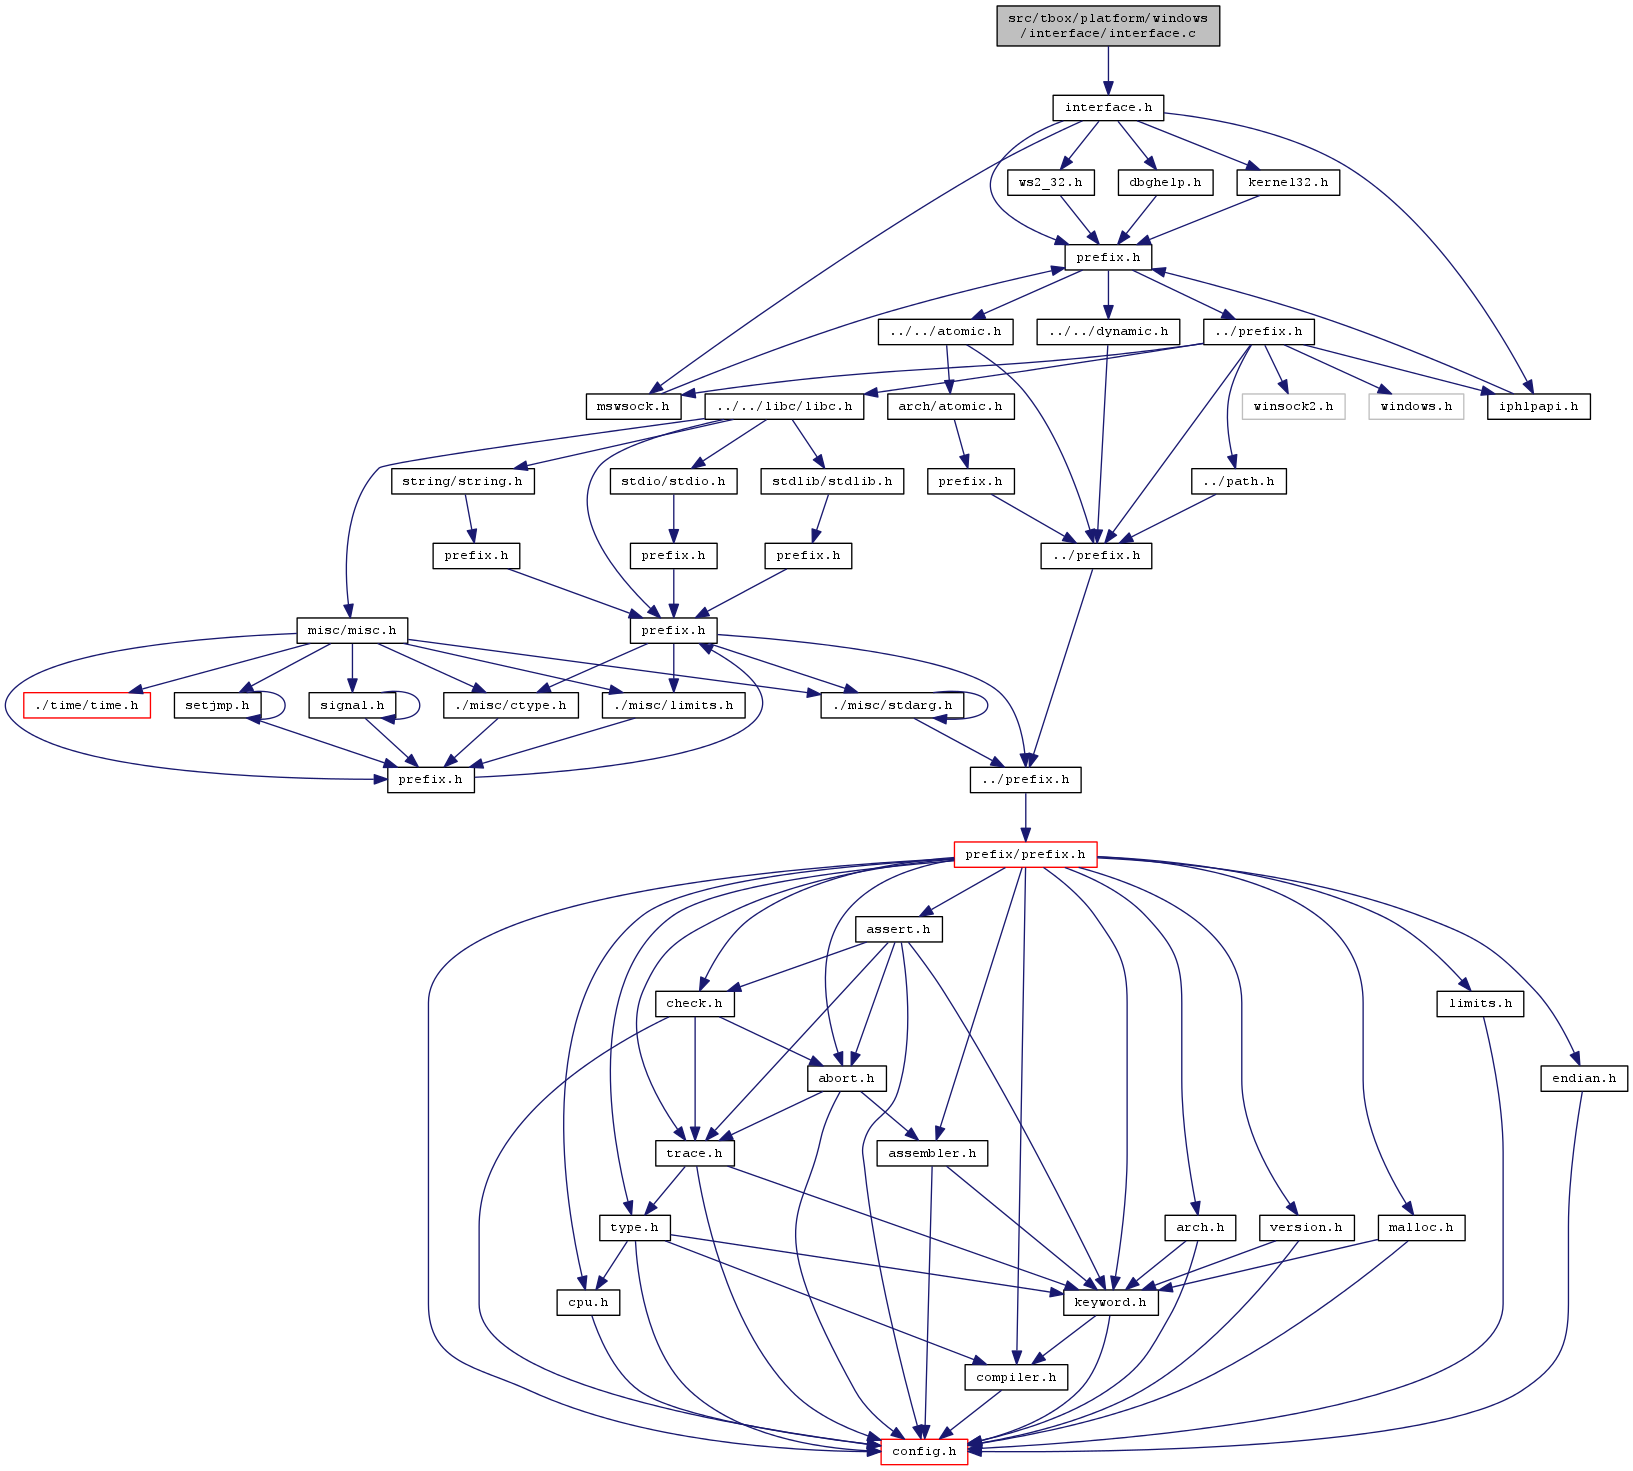 src/tbox/platform/windows
/interface/interface.c
interface.h
ws2_32.h
dbghelp.h
kernel32.h
prefix.h
../../atomic.h
../../dynamic.h
../prefix.h
mswsock.h
../../libc/libc.h
arch/atomic.h
winsock2.h
windows.h
iphlpapi.h
string/string.h
stdio/stdio.h
stdlib/stdlib.h
prefix.h
../path.h
prefix.h
prefix.h
prefix.h
../prefix.h
misc/misc.h
prefix.h
./time/time.h
setjmp.h
signal.h
./misc/ctype.h
./misc/limits.h
./misc/stdarg.h
prefix.h
../prefix.h
prefix/prefix.h
assert.h
check.h
limits.h
abort.h
endian.h
trace.h
assembler.h
type.h
arch.h
version.h
malloc.h
cpu.h
keyword.h
compiler.h
config.h